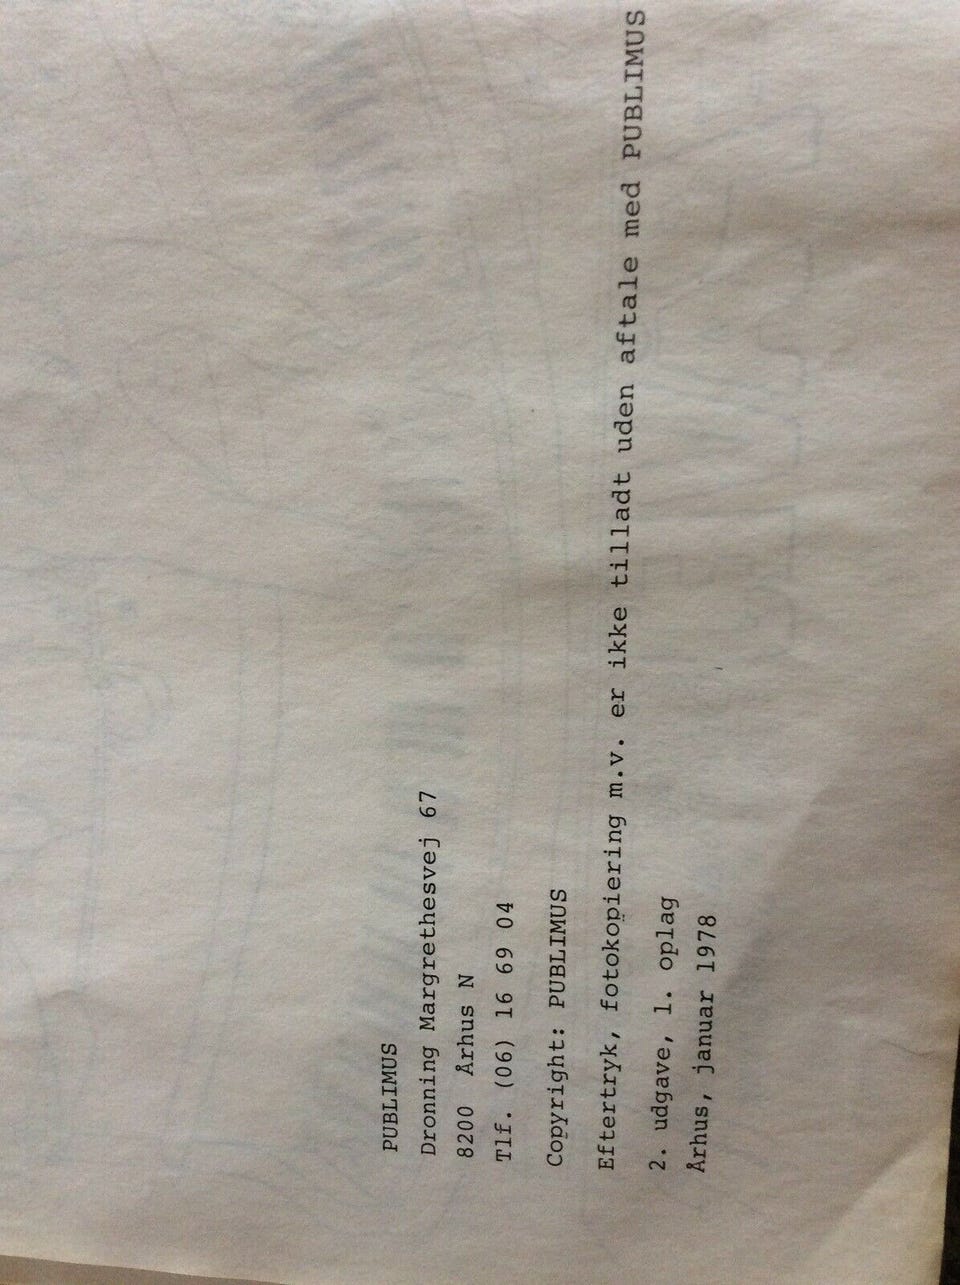 PUBLIMUS
Dronning Margrethesvej 67
8200 Århus N
Tlf. (06) 16 69 04
Copyright: PUBLIMUS
Eftertryk, fotokopiering m.v. er ikke tilladt uden aftale med PUBLIMUS
2. udgave, 1. oplag
Århus, januar 1978